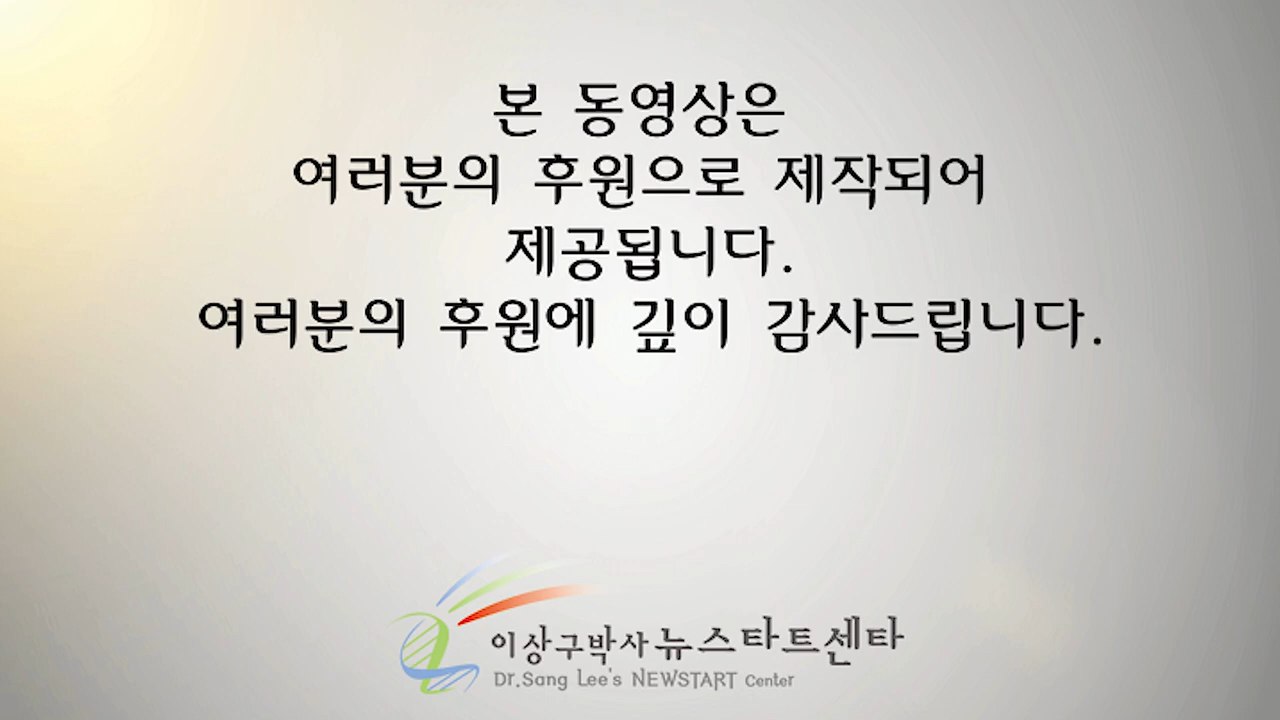 본 동영상은
여러분의 후원으로 제작되어
제공됩니다.
여러분의 후원에 깊이 감사드립니다.
이상구박사 뉴스타트센타
Dr.Sang Lee's NEWSTART Center